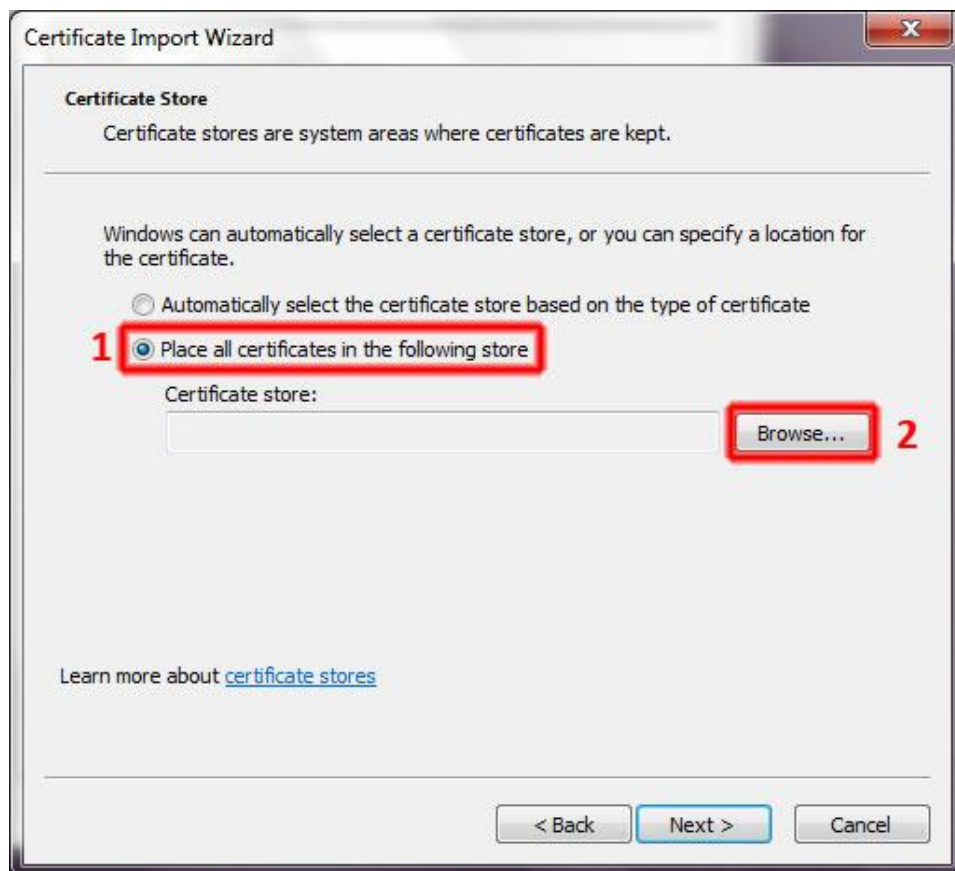 Certificate Import Wizard
X
Certificate Store
Certificate stores are system areas where certificates are kept.
Windows can automatically select a certificate store, or you can specify a location for
the certificate.
Automatically select the certificate store based on the type of certificate
1 Place all certificates in the following store
Certificate store:
Browse... 2
Learn more about certificate stores
< Back Next > Cancel